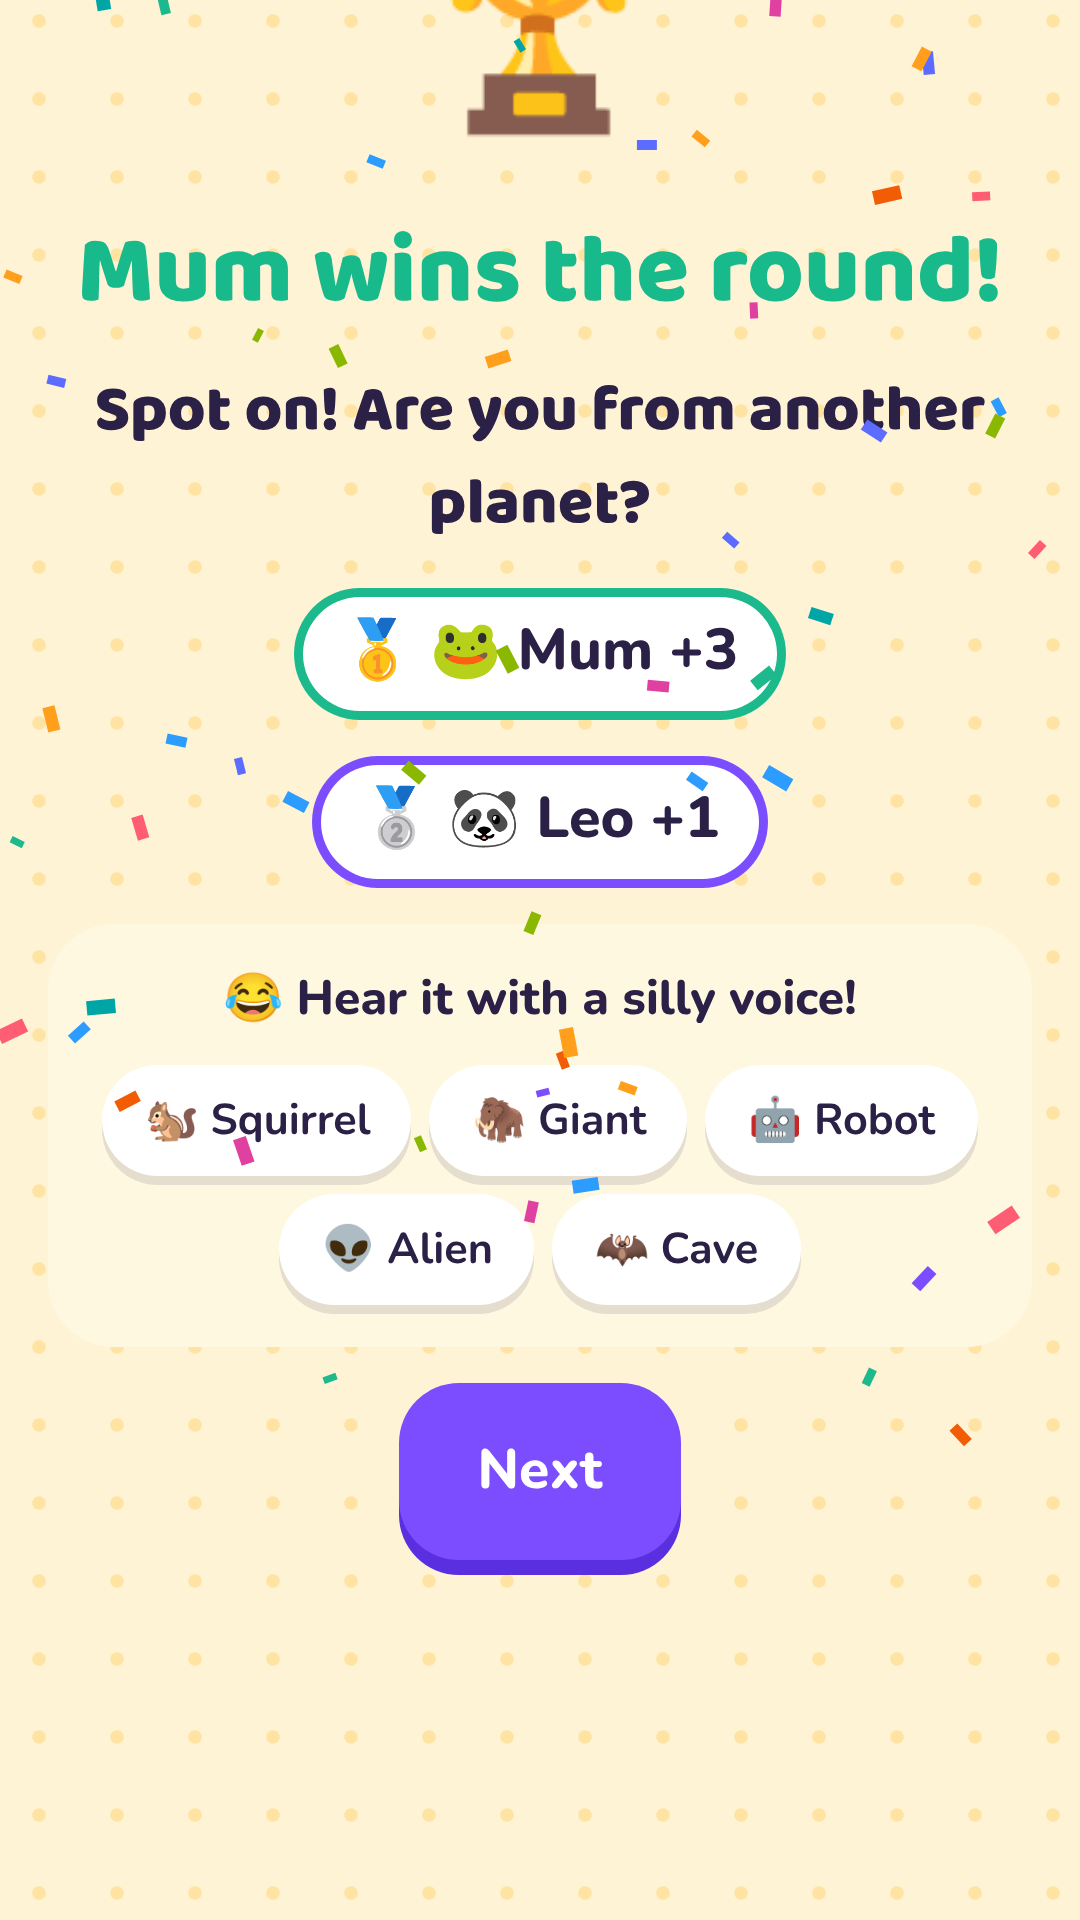 Mum wins the round!
Spot on! Are you from another
planet?
🥇 🐸 Mum +3
🥈 🐼 Leo +1
😂 Hear it with a silly voice!
🐿️ Squirrel
🦣 Giant
🤖 Robot
👽 Alien
🦇 Cave
Next